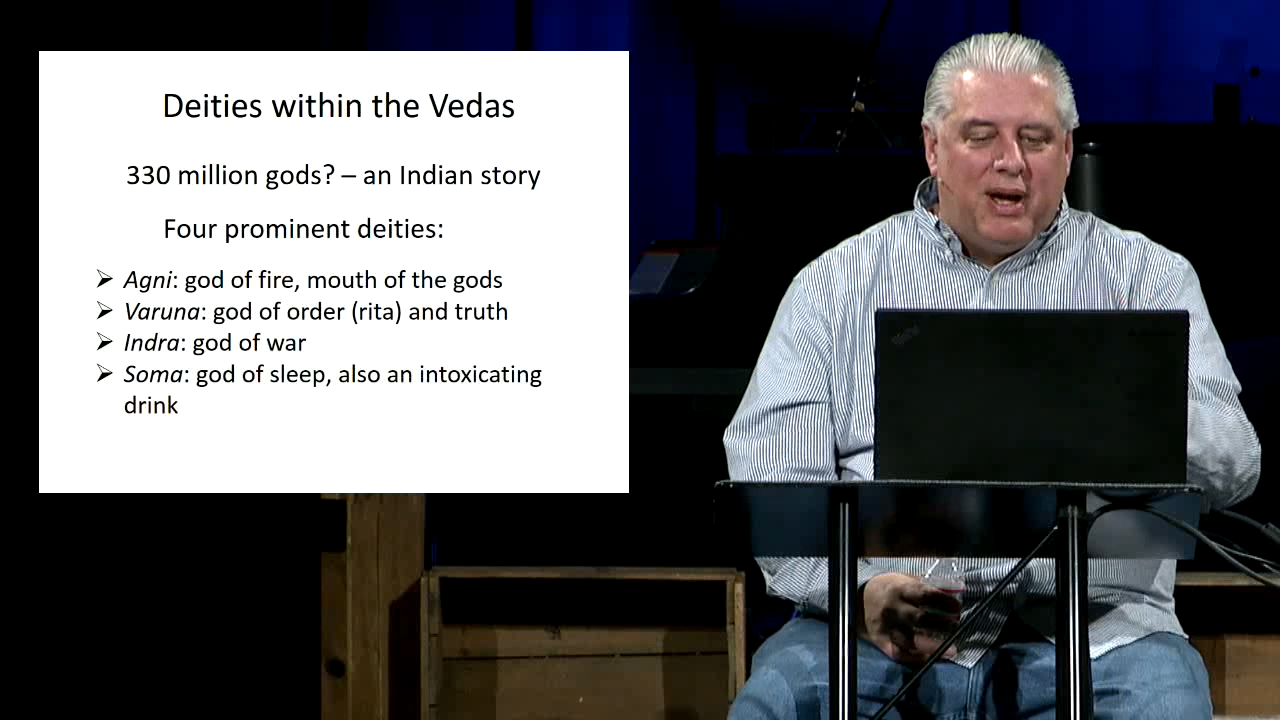 Deities within the Vedas
330 million gods? – an Indian story
Four prominent deities:
➢ Agni: god of fire, mouth of the gods
➢ Varuna: god of order (rita) and truth
➢ Indra: god of war
➢ Soma: god of sleep, also an intoxicating
drink